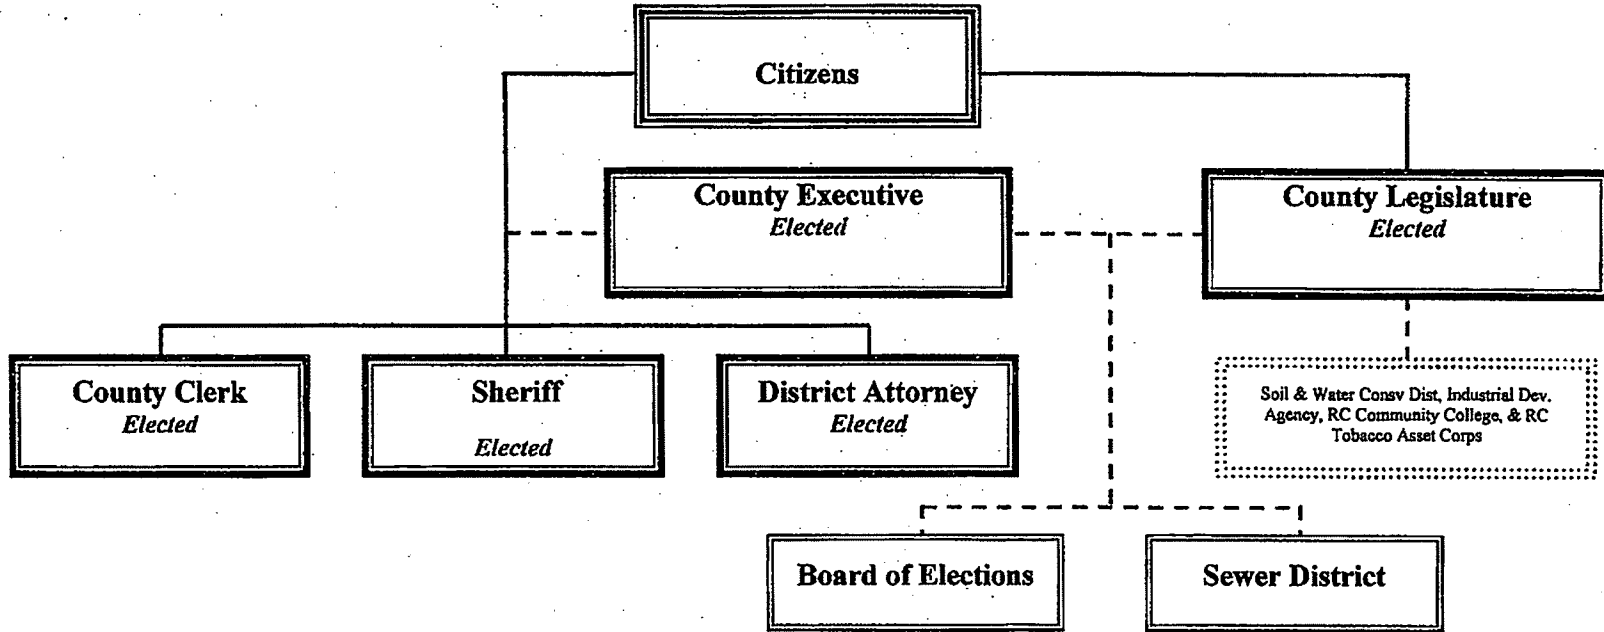 Citizens
County Executive
Elected
County Legislature
Elected
County Clerk
Elected
Sheriff
Elected
District Attorney
Elected
Soil & Water Consv Dist, Industrial Dev.
Agency, RC Community College, & RC
Tobacco Asset Corps
Board of Elections
Sewer District